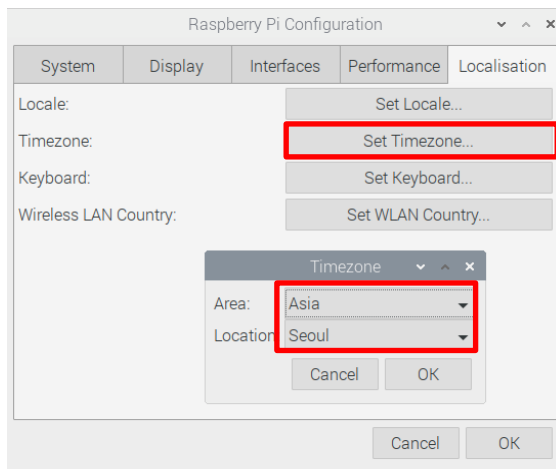 Raspberry Pi Configuration
System Display Interfaces Performance Localisation
Locale: Set Locale...
Timezone: Set Timezone...
Keyboard: Set Keyboard...
Wireless LAN Country: Set WLAN Country...
Timezone
Area: Asia
Location Seoul
Cancel OK
Cancel OK